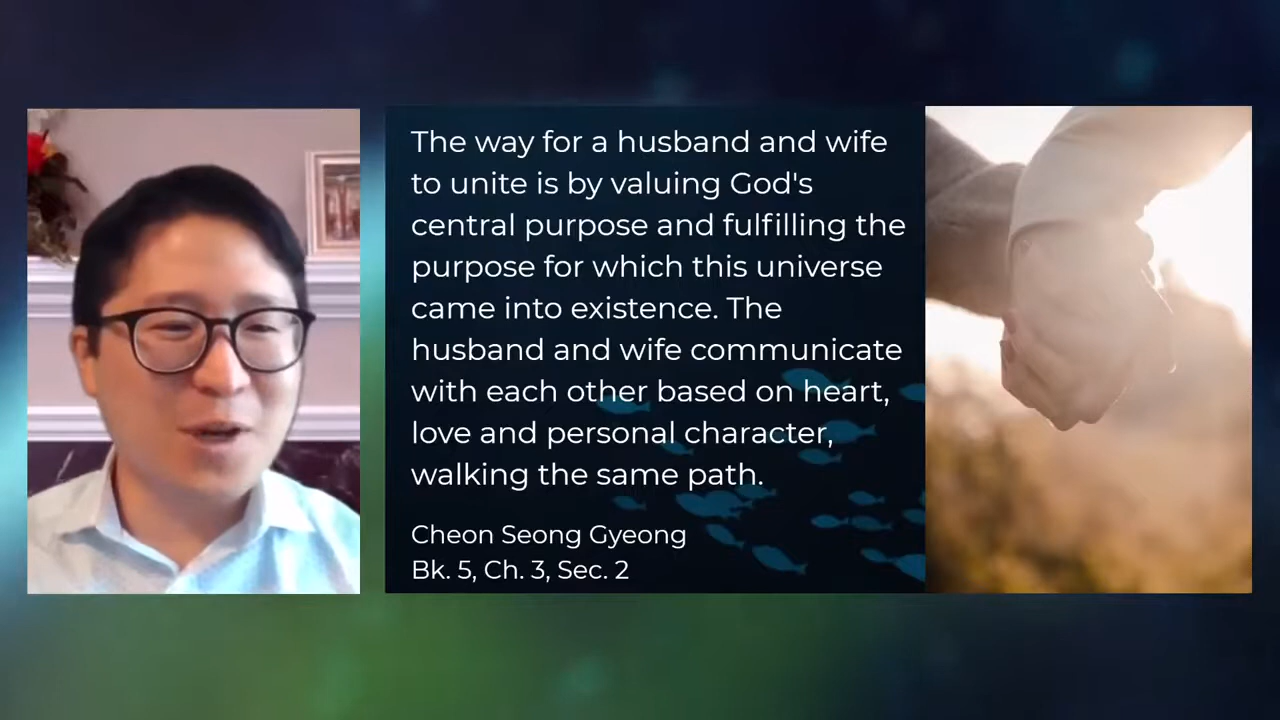 The way for a husband and wife
to unite is by valuing God's
central purpose and fulfilling the
purpose for which this universe
came into existence. The
husband and wife communicate
with each other based on heart,
love and personal character,
walking the same path.
Cheon Seong Gyeong
Bk. 5, Ch. 3, Sec. 2